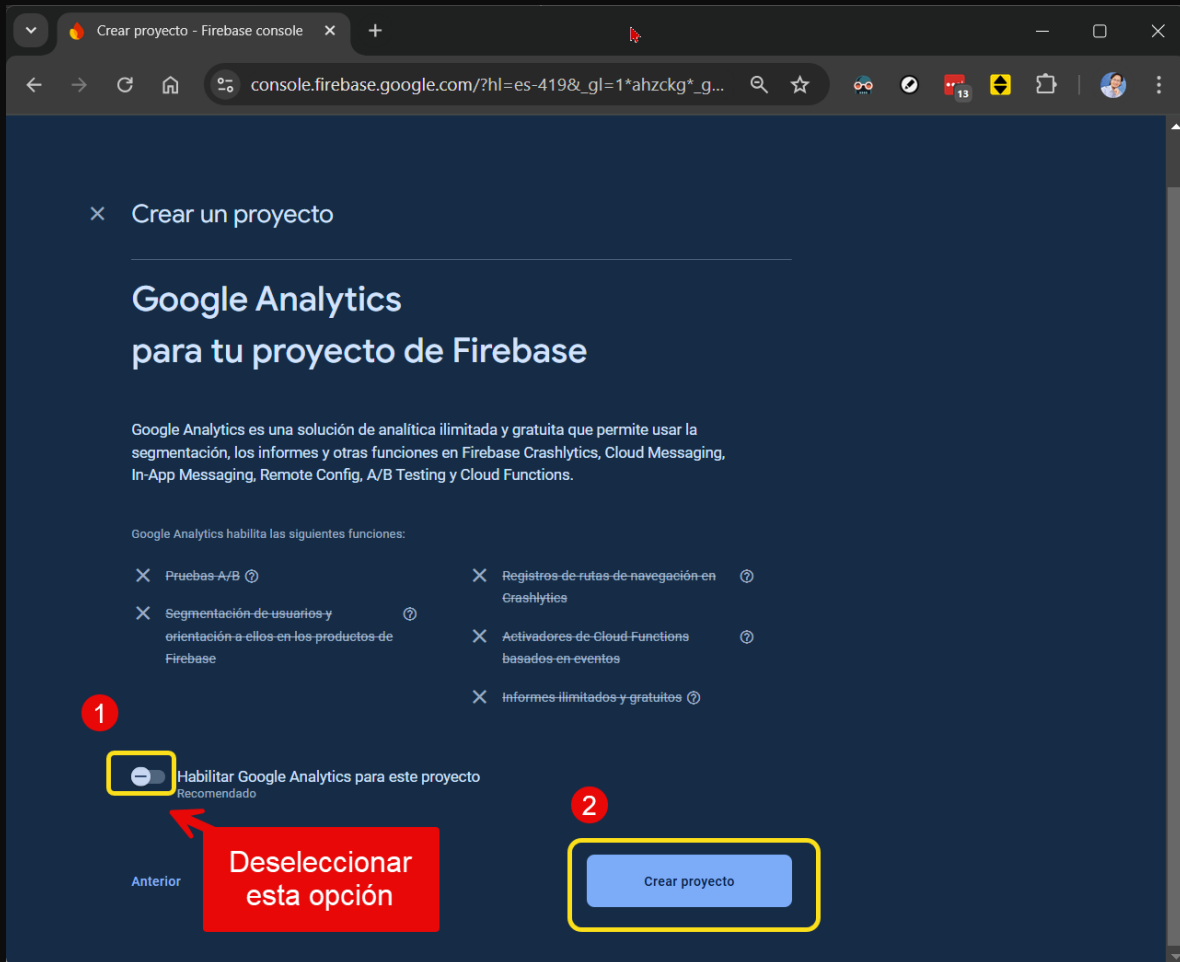 Crear proyecto - Firebase console
console.firebase.google.com/?hl=es-419&_gl=1*ahzckg*_g...
13
Crear un proyecto
Google Analytics
para tu proyecto de Firebase
Google Analytics es una solución de analítica ilimitada y gratuita que permite usar la
segmentación, los informes y otras funciones en Firebase Crashlytics, Cloud Messaging,
In-App Messaging, Remote Config, A/B Testing y Cloud Functions.
Google Analytics habilita las siguientes funciones:
Pruebas A/B
Segmentación de usuarios y
orientación a ellos en los productos de
Firebase
Registros de rutas de navegación en
Crashlytics
Activadores de Cloud Functions
basados en eventos
Informes ilimitados y gratuitos
1
Habilitar Google Analytics para este proyecto
Recomendado
2
Deseleccionar
esta opción
Anterior
Crear proyecto